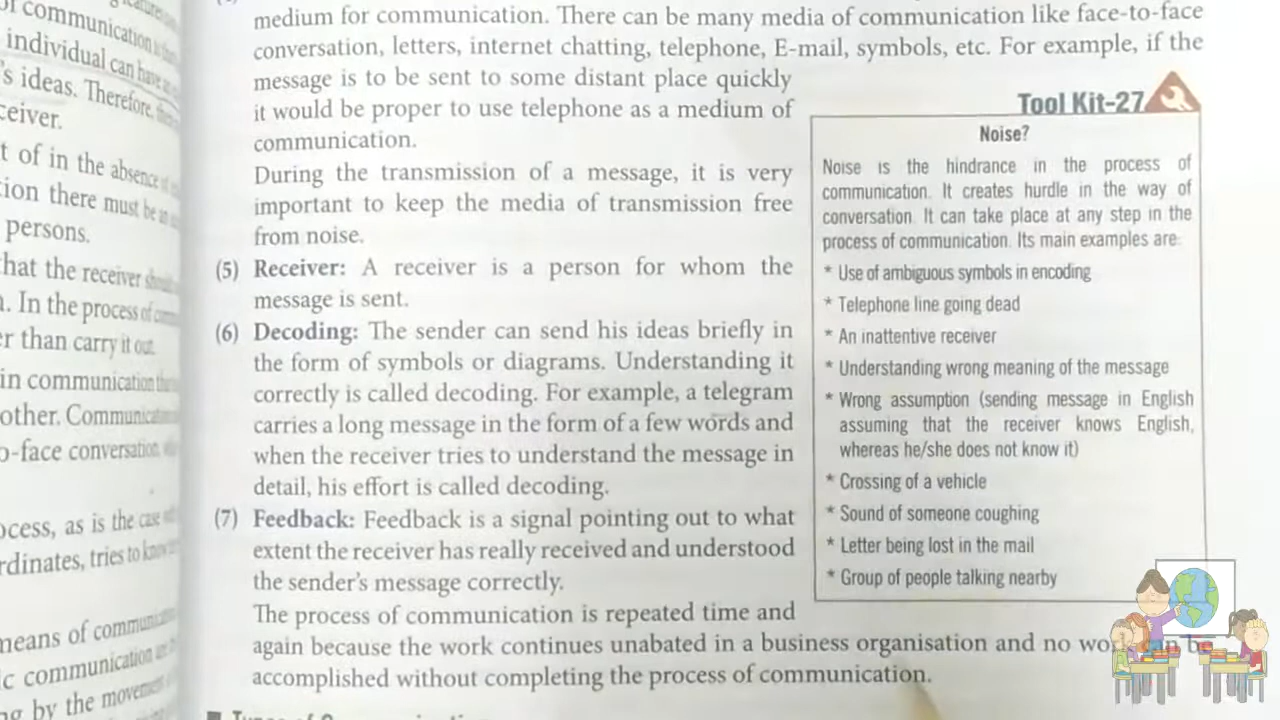 of communication
individual can have
's ideas. Therefore,
ceiver.
t of in the absence
tion there must be an
persons.
hat the receiver
. In the process of
er than carry it out.
in communication
other. Communication
o-face conversation,
ocess, as is the case
rdinates, tries to know
means of
c communication
ng by the movement
medium for communication. There can be many media of communication like face-to-face
conversation, letters, internet chatting, telephone, E-mail, symbols, etc. For example, if the
message is to be sent to some distant place quickly
it would be proper to use telephone as a medium of
communication.
During the transmission of a message, it is very
important to keep the media of transmission free
from noise.
(5) Receiver: A receiver is a person for whom the
message is sent.
(6) Decoding: The sender can send his ideas briefly in
the form of symbols or diagrams. Understanding it
correctly is called decoding. For example, a telegram
carries a long message in the form of a few words and
when the receiver tries to understand the message in
detail, his effort is called decoding.
(7) Feedback: Feedback is a signal pointing out to what
extent the receiver has really received and understood
the sender's message correctly.
The process of communication is repeated time and
again because the work continues unabated in a business organisation and no
accomplished without completing the process of communication.
Tool Kit-27
Noise?
Noise is the hindrance in the process of
communication. It creates hurdle in the way of
conversation. It can take place at any step in the
process of communication. Its main examples are:
* Use of ambiguous symbols in encoding
* Telephone line going dead
* An inattentive receiver
* Understanding wrong meaning of the message
* Wrong assumption (sending message in English
assuming that the receiver knows English,
whereas he/she does not know it)
* Crossing of a vehicle
* Sound of someone coughing
* Letter being lost in the mail
* Group of people talking nearby